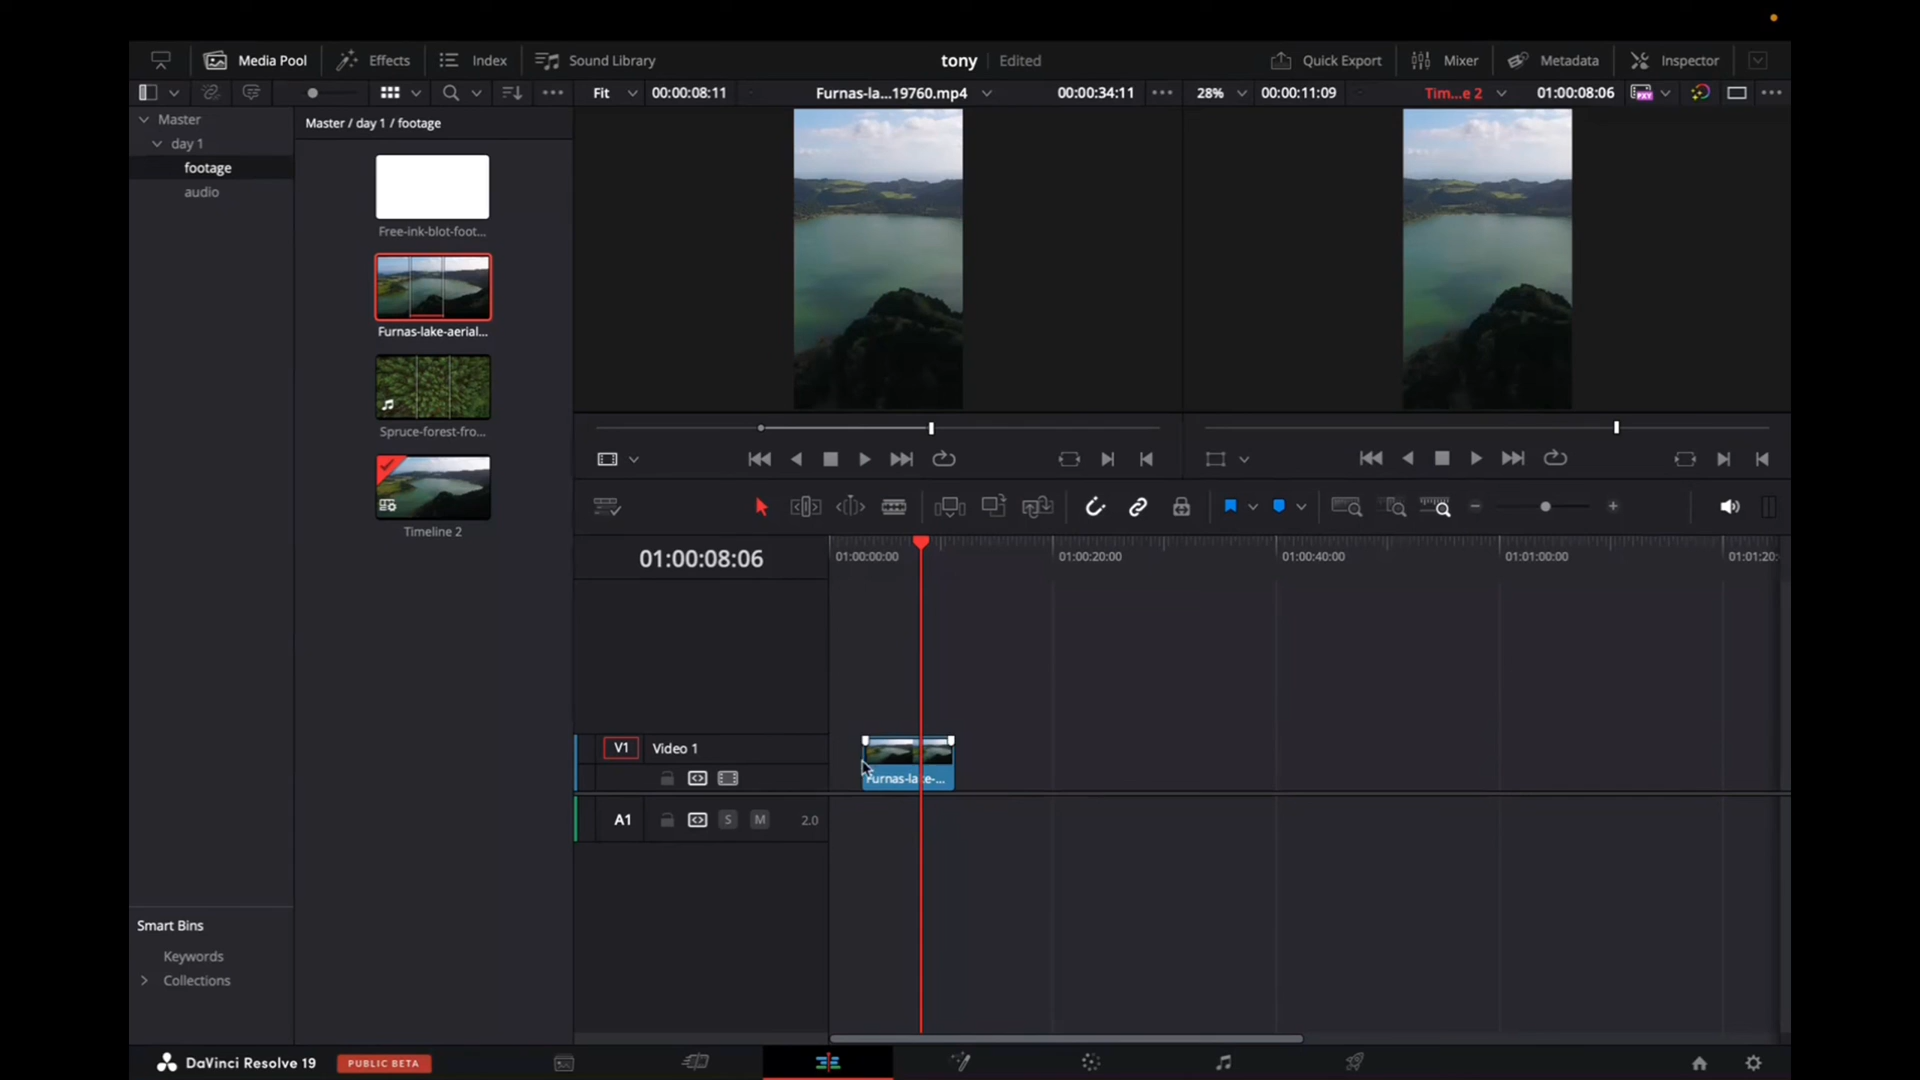 Media Pool Effects Index Sound Library tony Edited Quick Export Mixer Metadata Inspector
Fit 00:00:08:11 Furnas-la...19760.mp4 00:00:34:11 28% 00:00:11:09 Tim...e 2 01:00:08:06 PXY
Master
day 1
footage
audio
Master / day 1 / footage
Free-ink-blot-foot...
Furnas-lake-aerial...
Spruce-forest-fro...
Timeline 2
01:00:08:06
01:00:00:00 01:00:20:00 01:00:40:00 01:01:00:00 01:01:20:
V1 Video 1
Furnas-lake-...
A1 S M 2.0
Smart Bins
Keywords
Collections
DaVinci Resolve 19 PUBLIC BETA